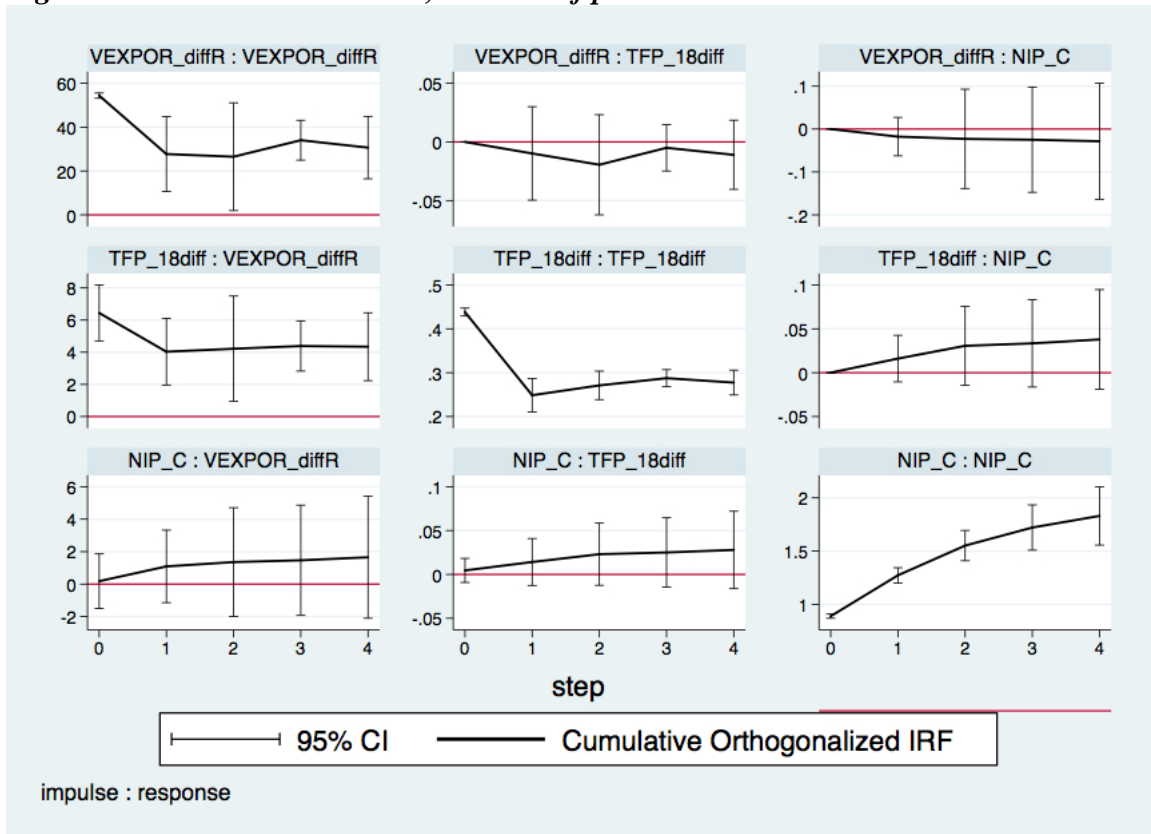 VEXPOR_diffR : VEXPOR_diffR VEXPOR_diffR : TFP_18diff VEXPOR_diffR : NIP_C
60 .05 .1
40 0 0
20 -.05 -.1
0 -.2
TFP_18diff : VEXPOR_diffR TFP_18diff : TFP_18diff TFP_18diff : NIP_C
8 .5 .1
6 .4 .05
4 .3 0
2 .2 -.05
0
NIP_C : VEXPOR_diffR NIP_C : TFP_18diff NIP_C : NIP_C
6 .1 2
4 .05 1.5
2 0 1
0 -.05
-2
0 1 2 3 4 0 1 2 3 4 0 1 2 3 4
step
95% CI Cumulative Orthogonalized IRF
impulse : response